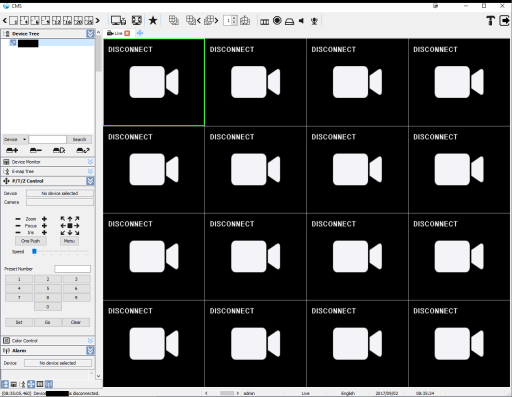 CMS
Device Tree
Live
Device
Search
Device Monitor
E-map Tree
P/T/Z Control
Device
No device selected
Camera
Zoom
Focus
Iris
One Push
Menu
Speed
Preset Number
1 2 3
4 5 6
7 8 9
0
Set Go Clear
Color Control
Alarm
Device
No device selected
DISCONNECT DISCONNECT DISCONNECT DISCONNECT
DISCONNECT DISCONNECT DISCONNECT DISCONNECT
DISCONNECT DISCONNECT DISCONNECT DISCONNECT
DISCONNECT DISCONNECT DISCONNECT DISCONNECT
[08:35:05.460] Device is disconnected.
admin Live English 2017/09/02 08:35:24